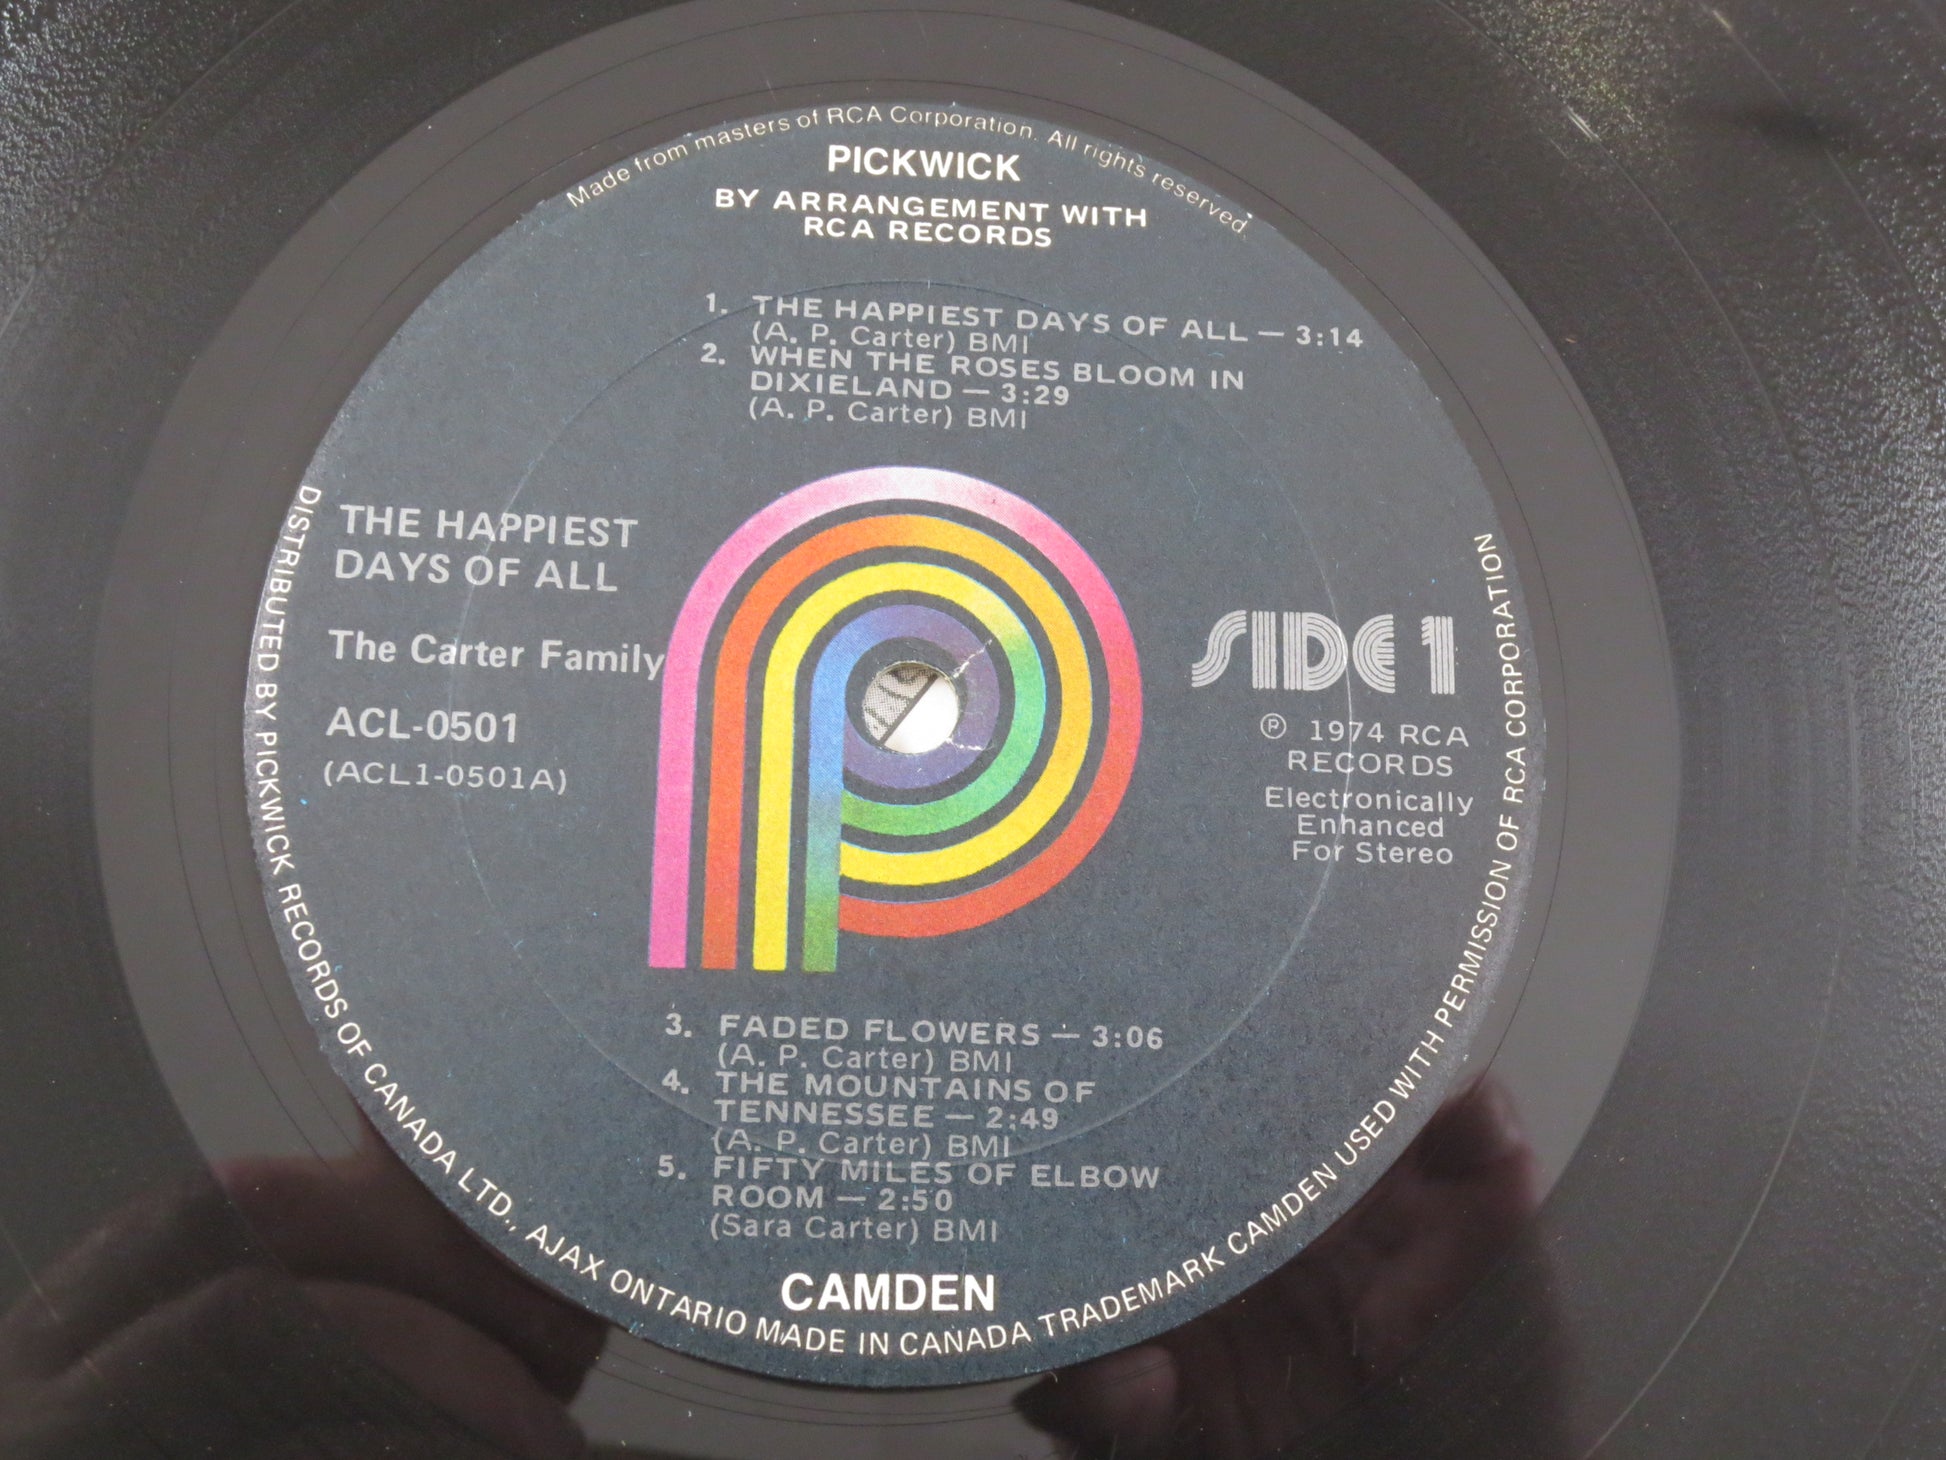 Made from masters of RCA Corporation. All rights reserved.
PICKWICK
BY ARRANGEMENT WITH
RCA RECORDS
1. THE HAPPIEST DAYS OF ALL — 3:14
(A. P. Carter) BMI
2. WHEN THE ROSES BLOOM IN
DIXIELAND — 3:29
(A. P. Carter) BMI
THE HAPPIEST
DAYS OF ALL
The Carter Family
ACL-0501
(ACL1-0501A)
SIDE 1
Ⓟ 1974 RCA
RECORDS
Electronically
Enhanced
For Stereo
3. FADED FLOWERS — 3:06
(A. P. Carter) BMI
4. THE MOUNTAINS OF
TENNESSEE — 2:49
(A. P. Carter) BMI
5. FIFTY MILES OF ELBOW
ROOM — 2:50
(Sara Carter) BMI
CAMDEN
DISTRIBUTED BY PICKWICK RECORDS OF CANADA LTD., AJAX ONTARIO MADE IN CANADA TRADEMARK CAMDEN USED WITH PERMISSION OF RCA CORPORATION